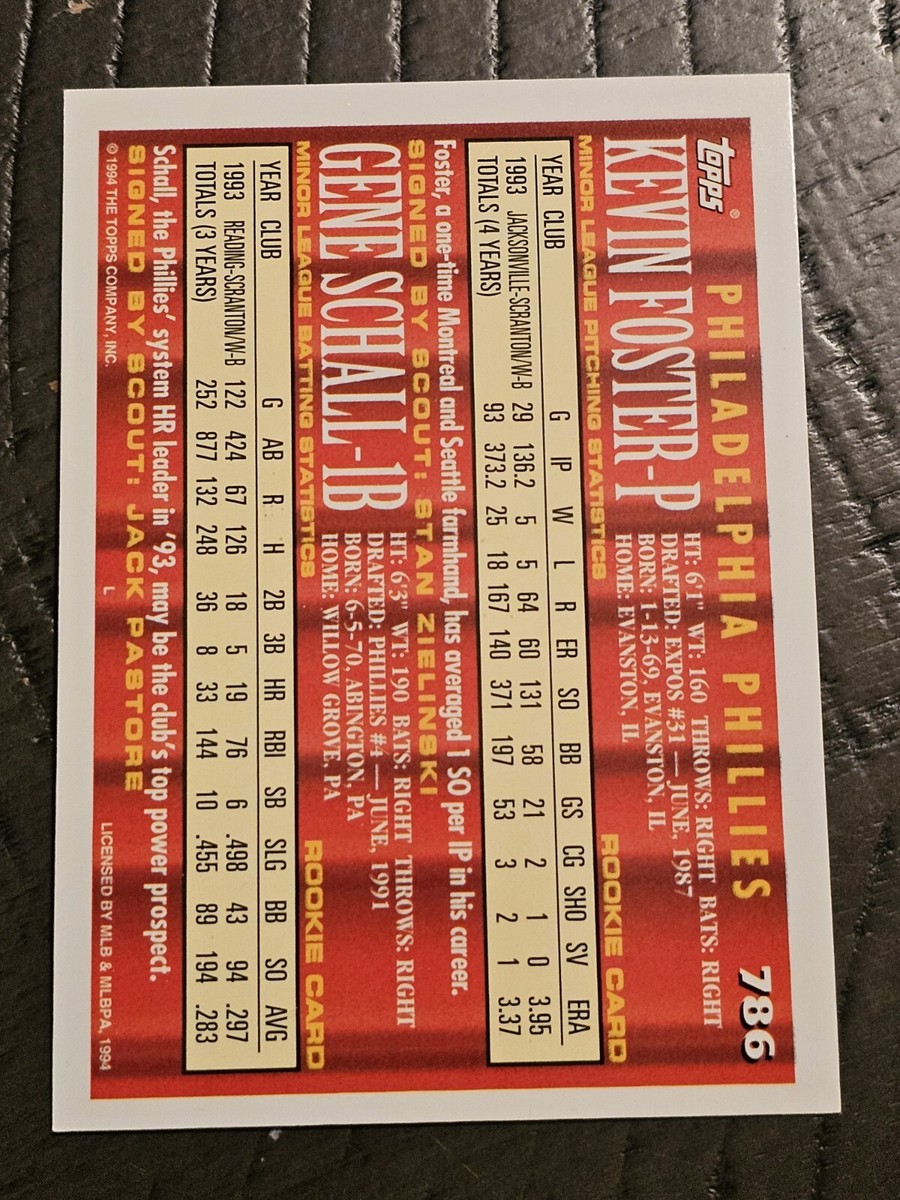 topps®
PHILADELPHIA PHILLIES
786
KEVIN FOSTER-P
HT: 6'1" WT: 160 THROWS: RIGHT BATS: RIGHT
DRAFTED: EXPOS #31—JUNE, 1987
BORN: 1-13-69, EVANSTON, IL
HOME: EVANSTON, IL
MINOR LEAGUE PITCHING STATISTICS ROOKIE CARD
YEAR CLUB G IP W L R ER SO BB GS CG SHO SV ERA
1993 JACKSONVILLE-SCRANTON/W-B 29 136.2 5 5 64 60 131 58 21 2 1 0 3.95
TOTALS (4 YEARS) 93 373.2 25 18 167 140 371 197 53 3 2 1 3.37
Foster, a one-time Montreal and Seattle farmhand, has averaged 1 SO per IP in his career.
SIGNED BY SCOUT: STAN ZIELINSKI
GENE SCHALL-1B
HT: 6'3" WT: 190 BATS: RIGHT THROWS: RIGHT
DRAFTED: PHILLIES #4—JUNE, 1991
BORN: 6-5-70, ABINGTON, PA
HOME: WILLOW GROVE, PA
MINOR LEAGUE BATTING STATISTICS ROOKIE CARD
YEAR CLUB G AB R H 2B 3B HR RBI SB SLG BB SO AVG
1993 READING-SCRANTON/W-B 122 424 67 126 18 5 19 76 6 .498 43 94 .297
TOTALS (3 YEARS) 252 877 132 248 36 8 33 144 10 .455 89 194 .283
Schall, the Phillies' system HR leader in '93, may be the club's top power prospect.
SIGNED BY SCOUT: JACK PASTORE
© 1994 THE TOPPS COMPANY, INC. L LICENSED BY MLB & MLBPA, 1994